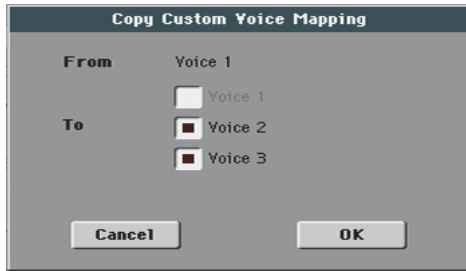 Copy Custom Voice Mapping
From Voice 1
Voice 1
To Voice 2
Voice 3
Cancel OK